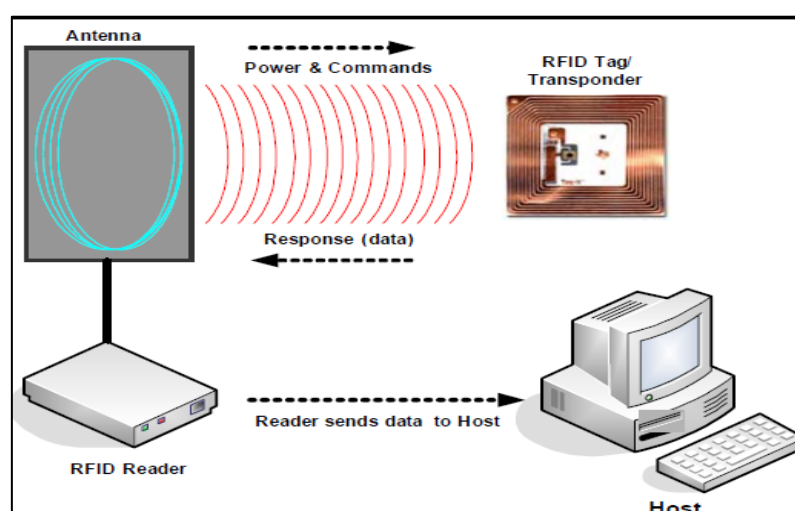 Antenna
Power & Commands
RFID Tag/
Transponder
Response (data)
Reader sends data to Host
RFID Reader
Host